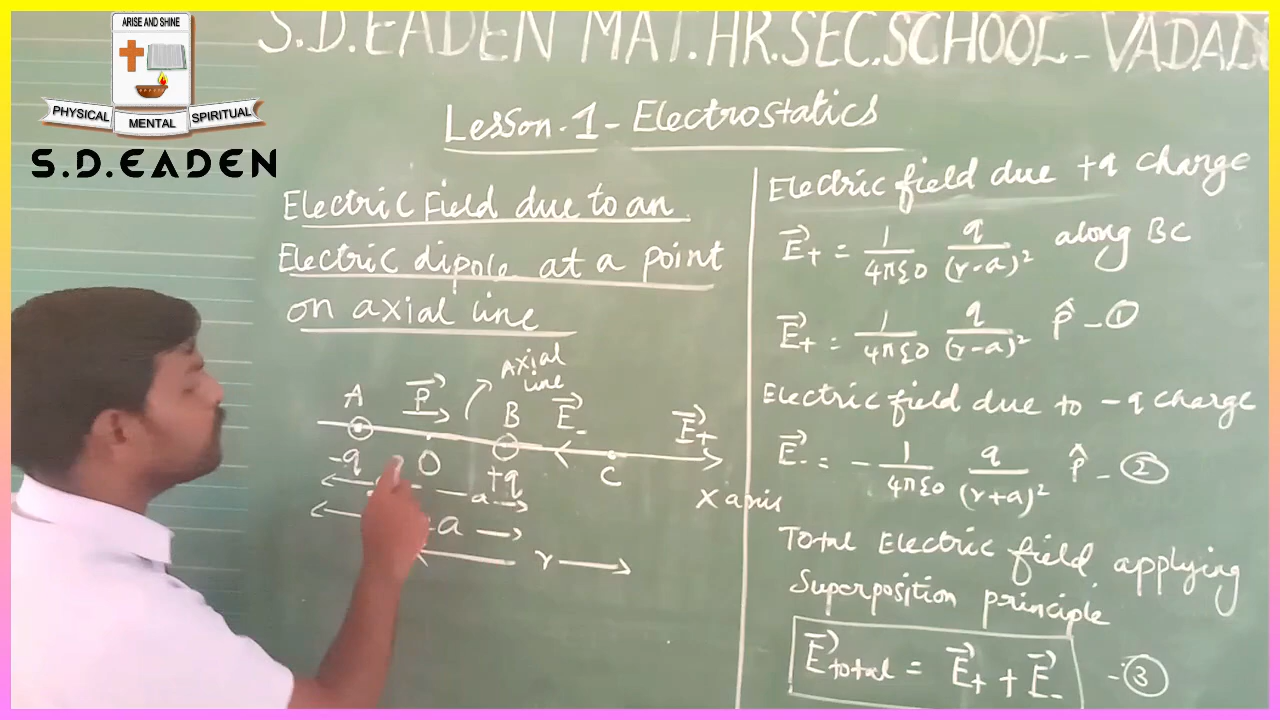 ARISE AND SHINE
PHYSICAL
MENTAL
SPIRITUAL
S.D.EADEN
S.D.EADEN MAT.HR.SEC.SCHOOL-
Lesson.1-Electrostatics
Electric Field due to an
Electric dipole at a point
on axial line
Axial
line
A
P⃗
B
E⃗₋
E⃗₊
-q
O
+q
C
X axis
a
a
r
Electric field due +q charge
E⃗₊ = 1/4πε0 q/(r-a)² along BC
E⃗₊ = 1/4πε0 q/(r-a)² p̂ - ①
Electric field due to -q charge
E⃗₋ = - 1/4πε0 q/(r+a)² p̂ - ②
Total Electric field applying
Superposition principle
E⃗total = E⃗₊ + E⃗₋ - ③